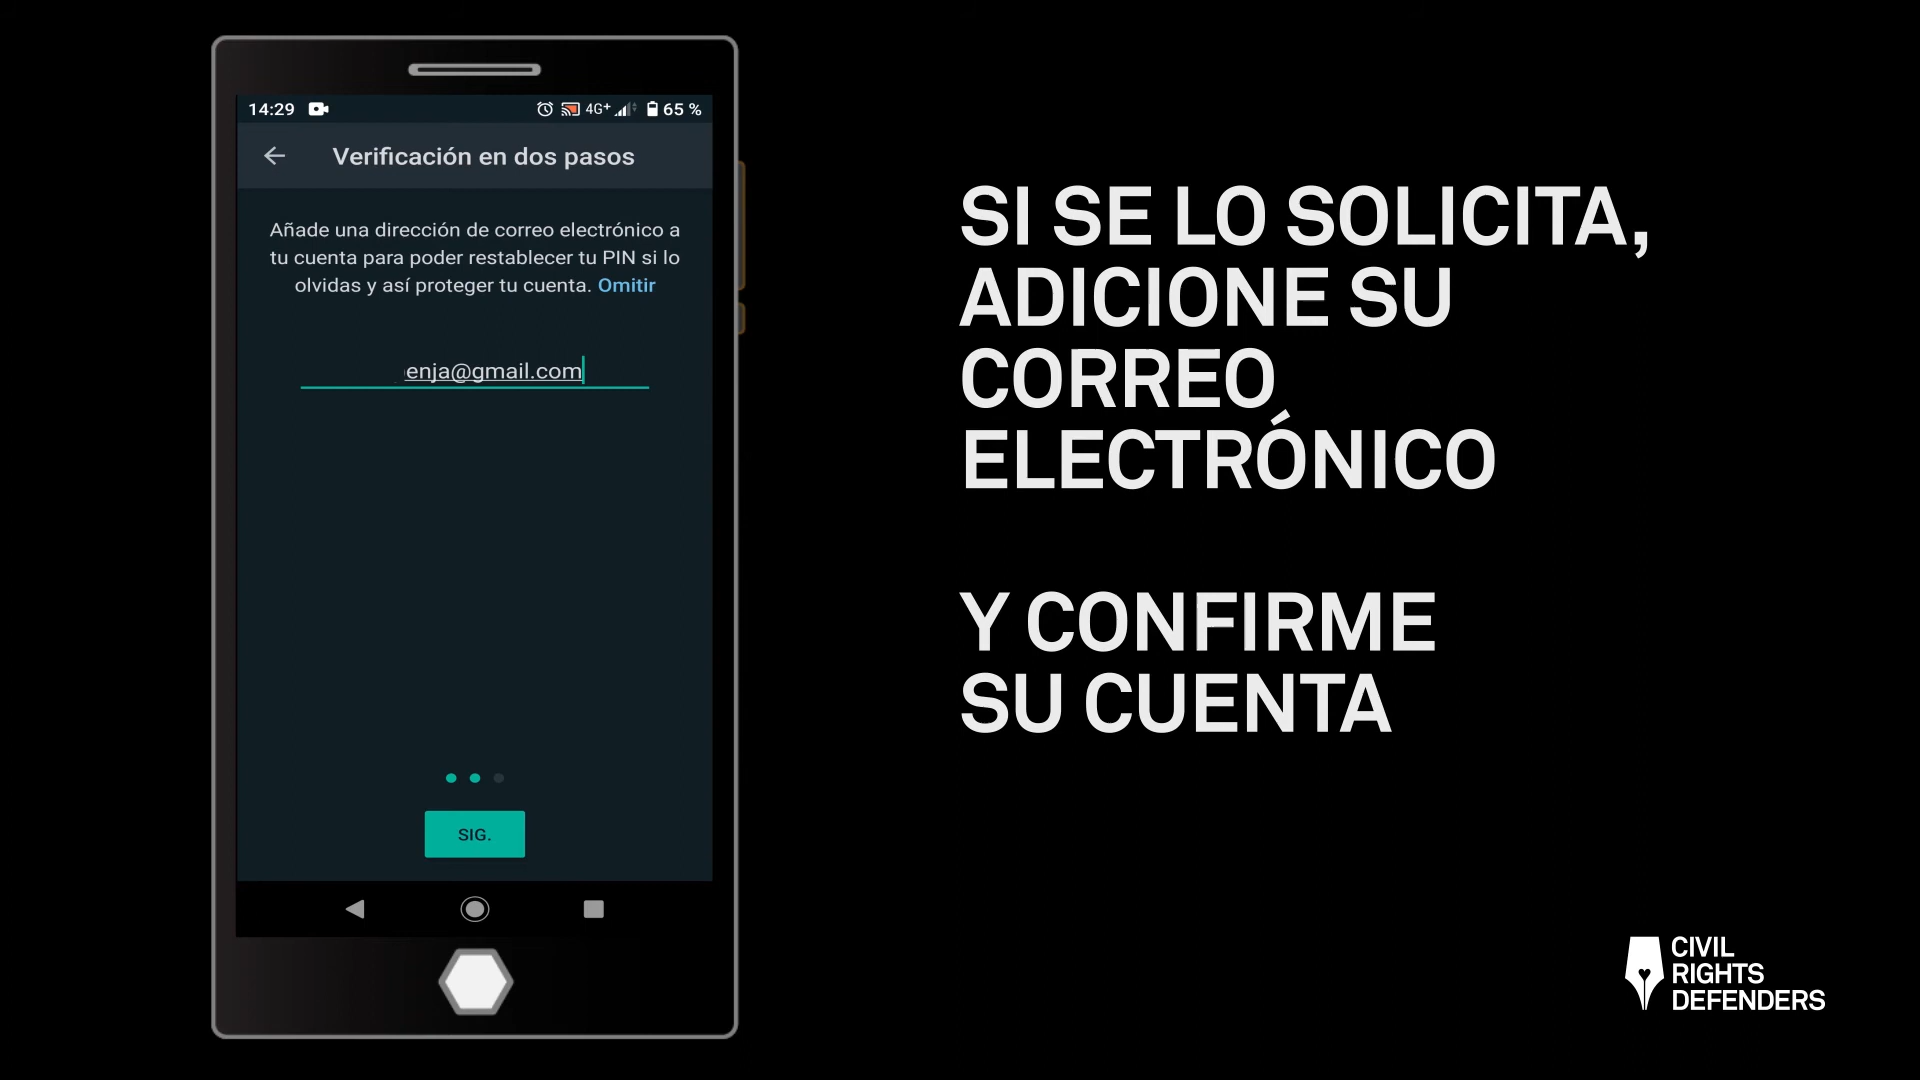 14:29 4G+ 65 %
Verificación en dos pasos
Añade una dirección de correo electrónico a
tu cuenta para poder restablecer tu PIN si lo
olvidas y así proteger tu cuenta. Omitir
enja@gmail.com
SIG.
SI SE LO SOLICITA,
ADICIONE SU
CORREO
ELECTRÓNICO
Y CONFIRME
SU CUENTA
CIVIL
RIGHTS
DEFENDERS